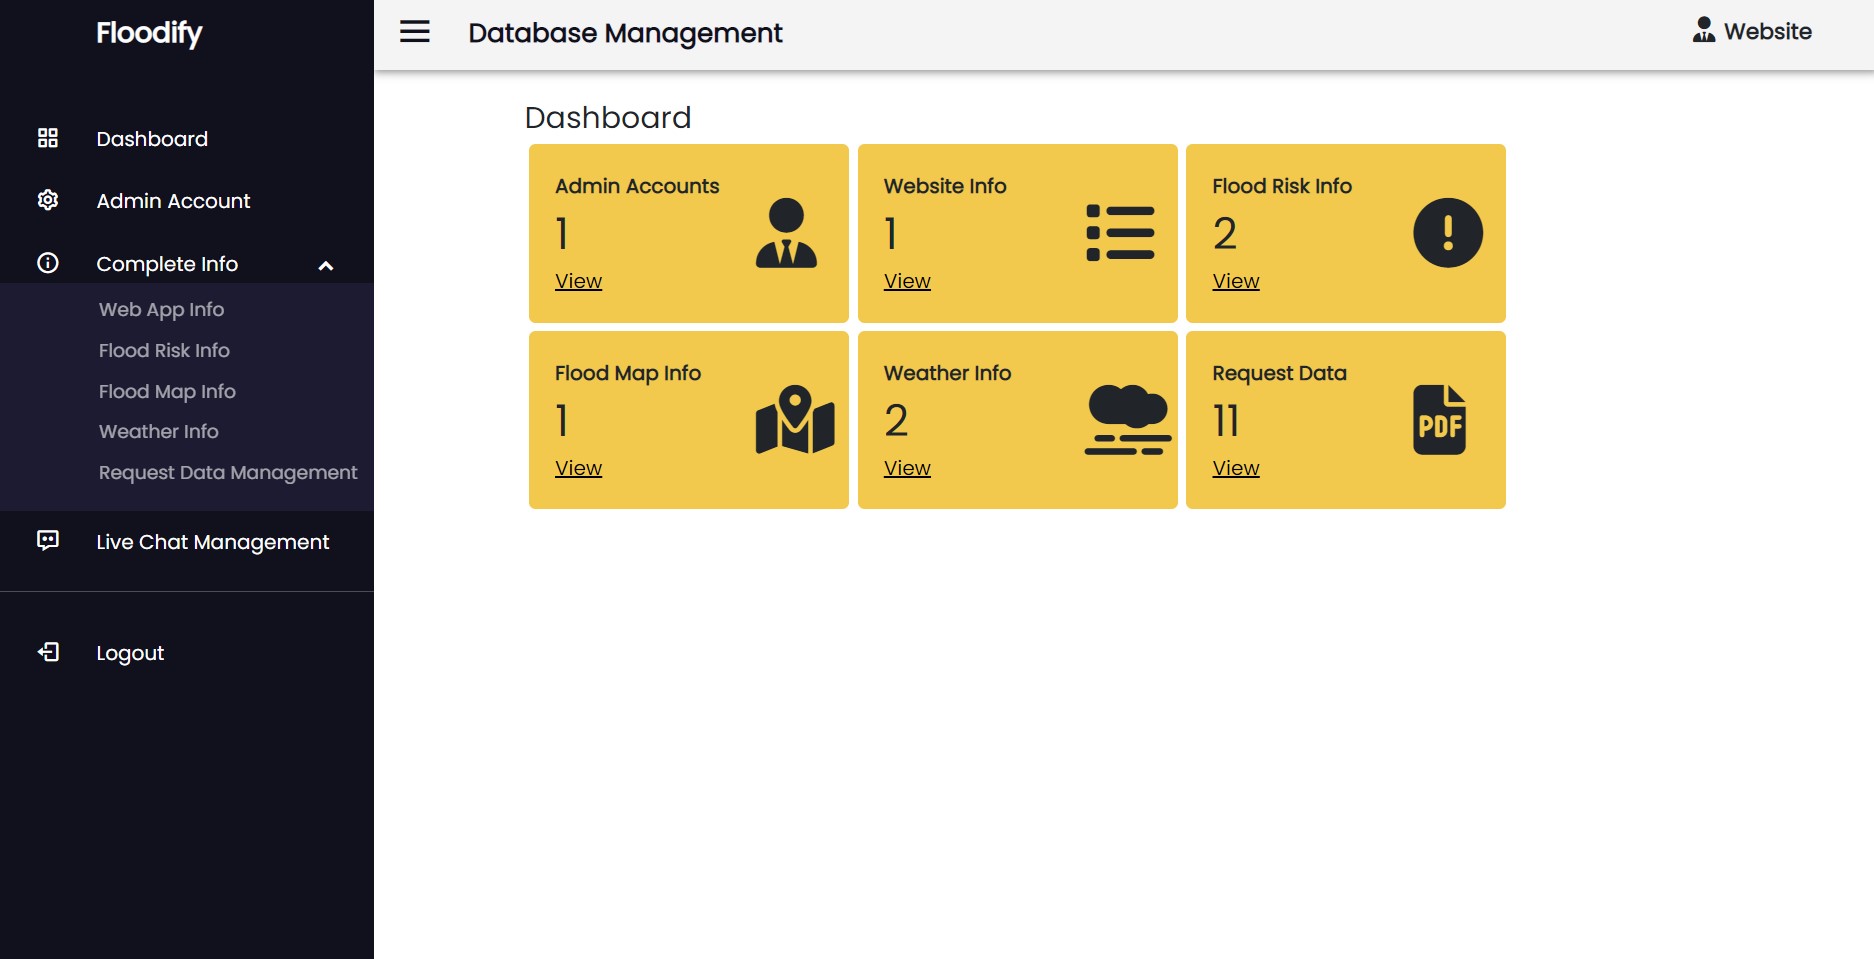 Floodify
Database Management
Website
Dashboard
Admin Account
Complete Info
Web App Info
Flood Risk Info
Flood Map Info
Weather Info
Request Data Management
Live Chat Management
Logout
Dashboard
Admin Accounts
1
View
Website Info
1
View
Flood Risk Info
2
View
Flood Map Info
1
View
Weather Info
2
View
Request Data
11
View
PDF